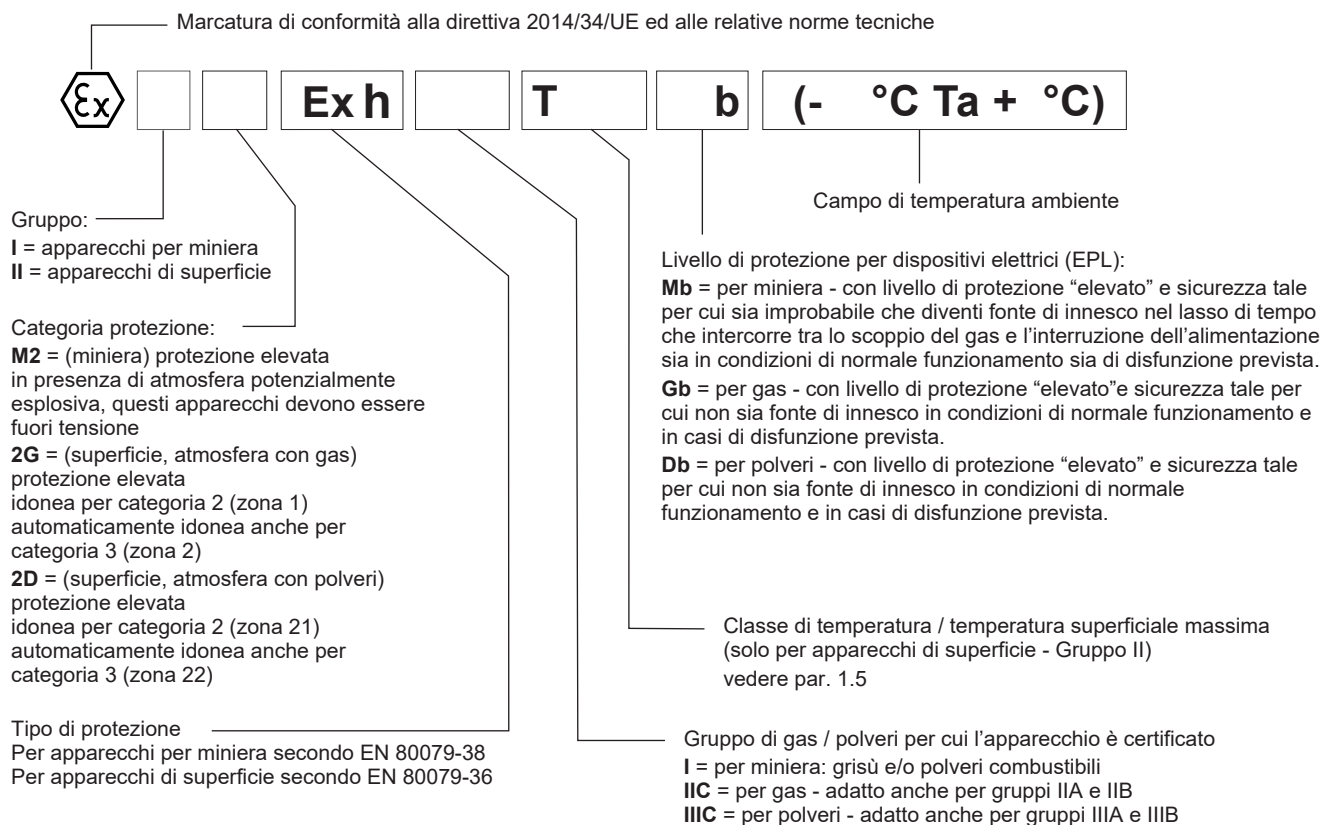 Marcatura di conformità alla direttiva 2014/34/UE ed alle relative norme tecniche
Ex Ex h T b (- °C Ta + °C)
Campo di temperatura ambiente
Gruppo:
I = apparecchi per miniera
II = apparecchi di superficie
Categoria protezione:
M2 = (miniera) protezione elevata
in presenza di atmosfera potenzialmente
esplosiva, questi apparecchi devono essere
fuori tensione
2G = (superficie, atmosfera con gas)
protezione elevata
idonea per categoria 2 (zona 1)
automaticamente idonea anche per
categoria 3 (zona 2)
2D = (superficie, atmosfera con polveri)
protezione elevata
idonea per categoria 2 (zona 21)
automaticamente idonea anche per
categoria 3 (zona 22)
Tipo di protezione
Per apparecchi per miniera secondo EN 80079-38
Per apparecchi di superficie secondo EN 80079-36
Livello di protezione per dispositivi elettrici (EPL):
Mb = per miniera - con livello di protezione “elevato” e sicurezza tale
per cui sia improbabile che diventi fonte di innesco nel lasso di tempo
che intercorre tra lo scoppio del gas e l’interruzione dell’alimentazione
sia in condizioni di normale funzionamento sia di disfunzione prevista.
Gb = per gas - con livello di protezione “elevato”e sicurezza tale per
cui non sia fonte di innesco in condizioni di normale funzionamento e
in casi di disfunzione prevista.
Db = per polveri - con livello di protezione “elevato” e sicurezza tale
per cui non sia fonte di innesco in condizioni di normale
funzionamento e in casi di disfunzione prevista.
Classe di temperatura / temperatura superficiale massima
(solo per apparecchi di superficie - Gruppo II)
vedere par. 1.5
Gruppo di gas / polveri per cui l’apparecchio è certificato
I = per miniera: grisù e/o polveri combustibili
IIC = per gas - adatto anche per gruppi IIA e IIB
IIIC = per polveri - adatto anche per gruppi IIIA e IIIB